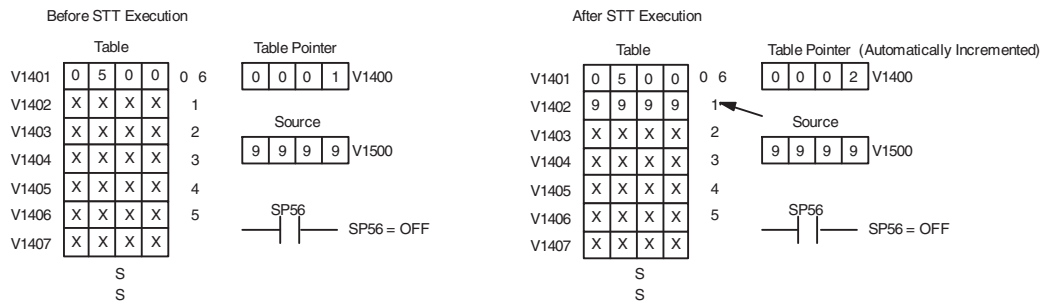 Before STT Execution
Table
Table Pointer
V1401 0 5 0 0 0 6
0 0 0 1 V1400
V1402 X X X X 1
V1403 X X X X 2
Source
V1404 X X X X 3
9 9 9 9 V1500
V1405 X X X X 4
V1406 X X X X 5
SP56
SP56 = OFF
V1407 X X X X
S
S
After STT Execution
Table
Table Pointer (Automatically Incremented)
V1401 0 5 0 0 0 6
0 0 0 2 V1400
V1402 9 9 9 9 1
V1403 X X X X 2
Source
V1404 X X X X 3
9 9 9 9 V1500
V1405 X X X X 4
V1406 X X X X 5
SP56
SP56 = OFF
V1407 X X X X
S
S